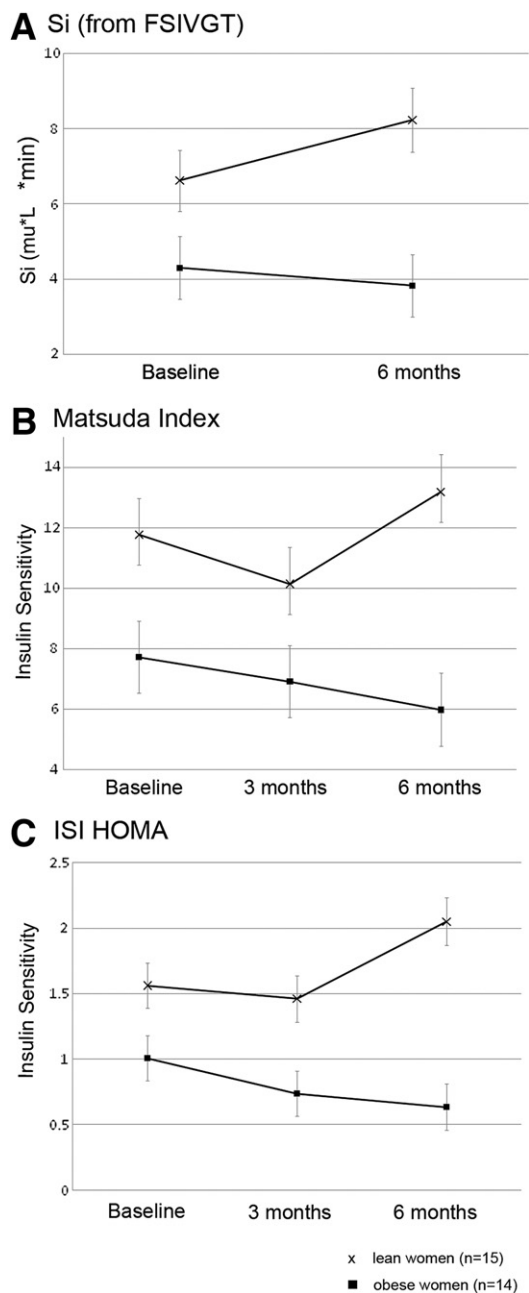 A Si (from FSIVGT)
10
8
6
4
2
Si (mu*L *min)
Baseline 6 months
B Matsuda Index
14
12
10
8
6
4
Insulin Sensitivity
Baseline 3 months 6 months
C ISI HOMA
2.5
2
1.5
1
0.5
0
Insulin Sensitivity
Baseline 3 months 6 months
x lean women (n=15)
■ obese women (n=14)